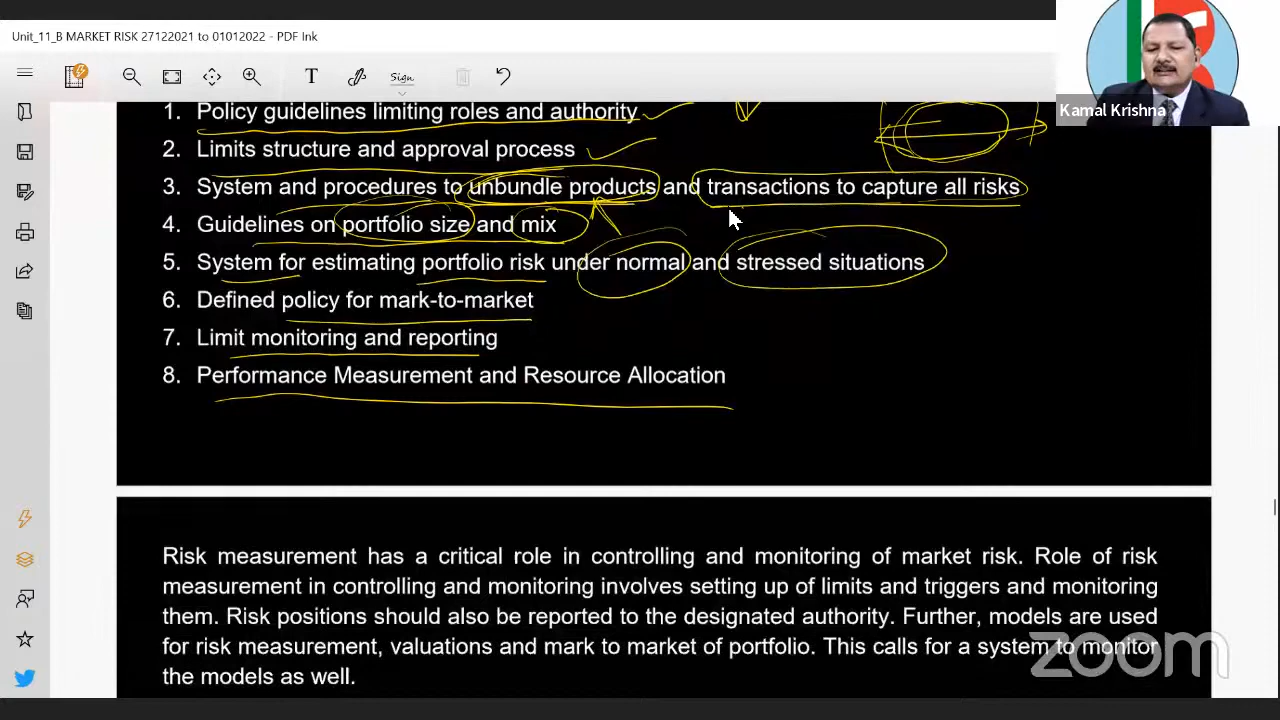 Unit_11_B MARKET RISK 27122021 to 01012022 - PDF Ink
T
Sign
Kamal Krishna
1. Policy guidelines limiting roles and authority
2. Limits structure and approval process
3. System and procedures to unbundle products and transactions to capture all risks
4. Guidelines on portfolio size and mix
5. System for estimating portfolio risk under normal and stressed situations
6. Defined policy for mark-to-market
7. Limit monitoring and reporting
8. Performance Measurement and Resource Allocation
Risk measurement has a critical role in controlling and monitoring of market risk. Role of risk
measurement in controlling and monitoring involves setting up of limits and triggers and monitoring
them. Risk positions should also be reported to the designated authority. Further, models are used
for risk measurement, valuations and mark to market of portfolio. This calls for a system to monitor
the models as well.
zoom